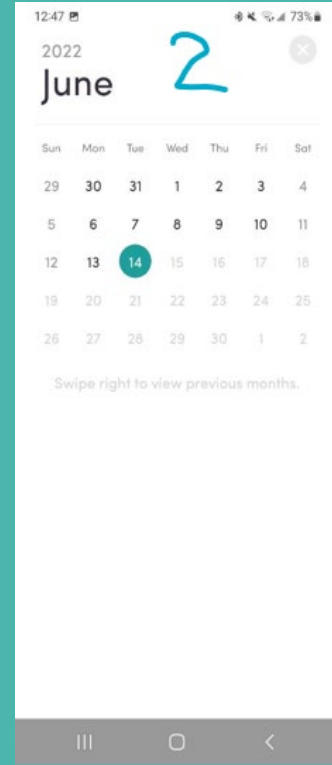 12:47 73%
2022
June
2
Sun Mon Tue Wed Thu Fri Sat
29 30 31 1 2 3 4
5 6 7 8 9 10 11
12 13 14 15 16 17 18
19 20 21 22 23 24 25
26 27 28 29 30 1 2
Swipe right to view previous months.